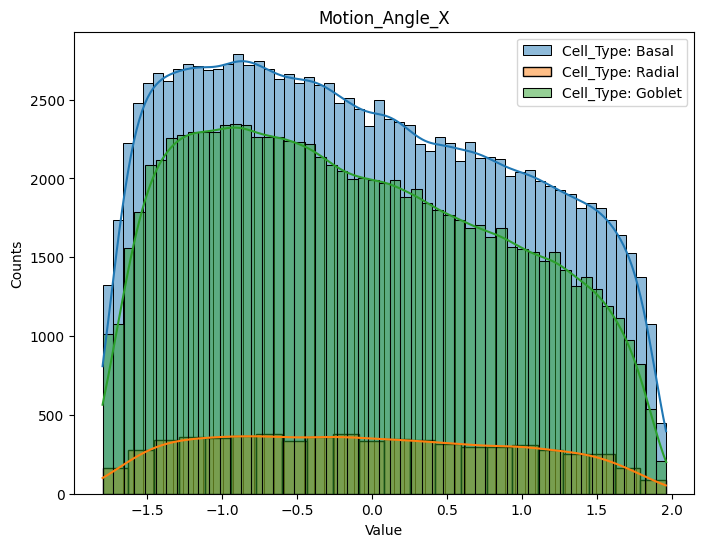 Motion_Angle_X
Cell_Type: Basal
Cell_Type: Radial
Cell_Type: Goblet
Counts
2500
2000
1500
1000
500
0
−1.5 −1.0 −0.5 0.0 0.5 1.0 1.5 2.0
Value